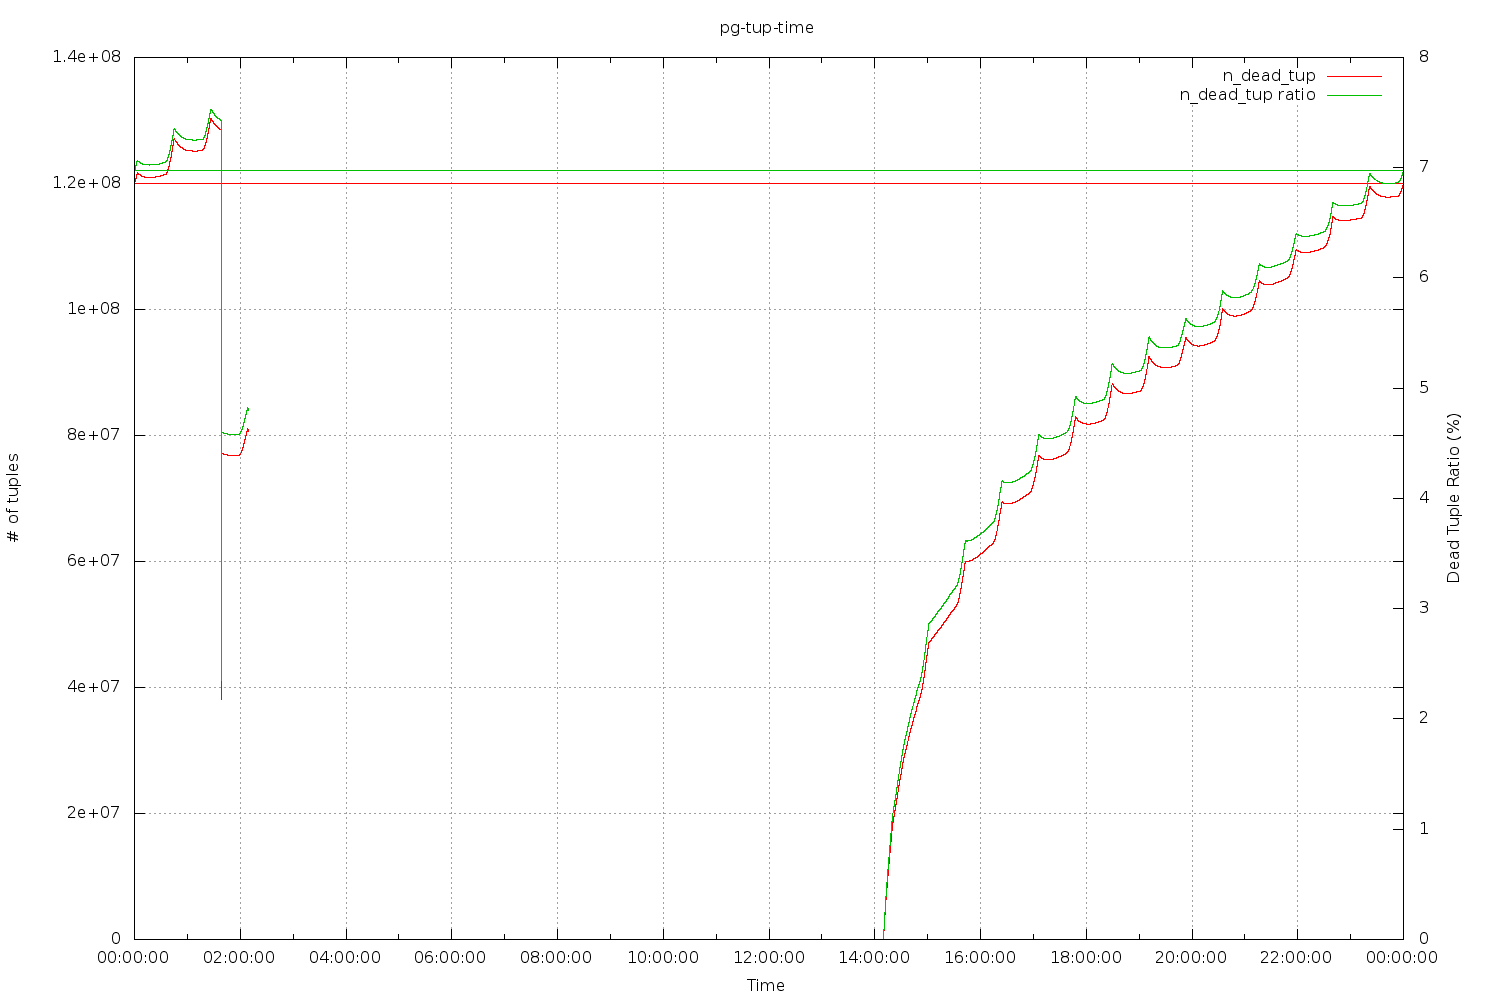 pg-tup-time
n_dead_tup
n_dead_tup ratio
1.4e+08
1.2e+08
1e+08
8e+07
6e+07
4e+07
2e+07
0
# of tuples
8
7
6
5
4
3
2
1
0
Dead Tuple Ratio (%)
00:00:00 02:00:00 04:00:00 06:00:00 08:00:00 10:00:00 12:00:00 14:00:00 16:00:00 18:00:00 20:00:00 22:00:00 00:00:00
Time